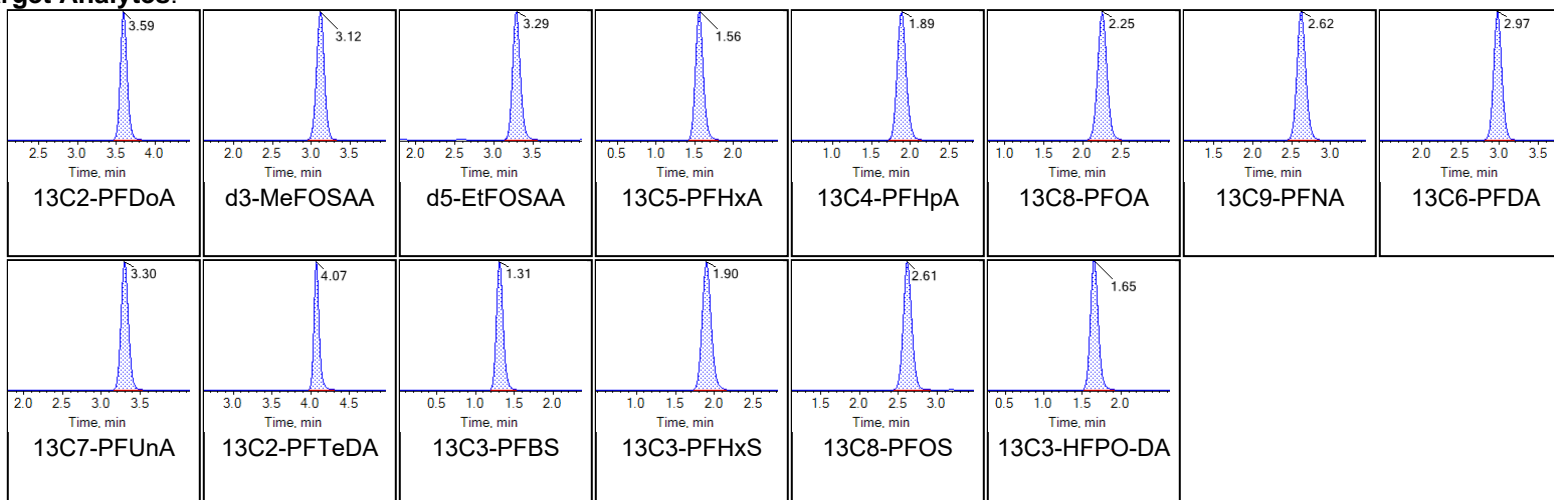 rget Analytes:
3.59 3.12 3.29 1.56 1.89 2.25 2.62 2.97
2.5 3.0 3.5 4.0 2.0 2.5 3.0 3.5 2.0 2.5 3.0 3.5 0.5 1.0 1.5 2.0 1.0 1.5 2.0 2.5 1.0 1.5 2.0 2.5 1.5 2.0 2.5 3.0 2.0 2.5 3.0 3.5
Time, min Time, min Time, min Time, min Time, min Time, min Time, min Time, min
13C2-PFDoA d3-MeFOSAA d5-EtFOSAA 13C5-PFHxA 13C4-PFHpA 13C8-PFOA 13C9-PFNA 13C6-PFDA
3.30 4.07 1.31 1.90 2.61 1.65
2.0 2.5 3.0 3.5 3.0 3.5 4.0 4.5 0.5 1.0 1.5 2.0 1.0 1.5 2.0 2.5 1.5 2.0 2.5 3.0 0.5 1.0 1.5 2.0
Time, min Time, min Time, min Time, min Time, min Time, min
13C7-PFUnA 13C2-PFTeDA 13C3-PFBS 13C3-PFHxS 13C8-PFOS 13C3-HFPO-DA